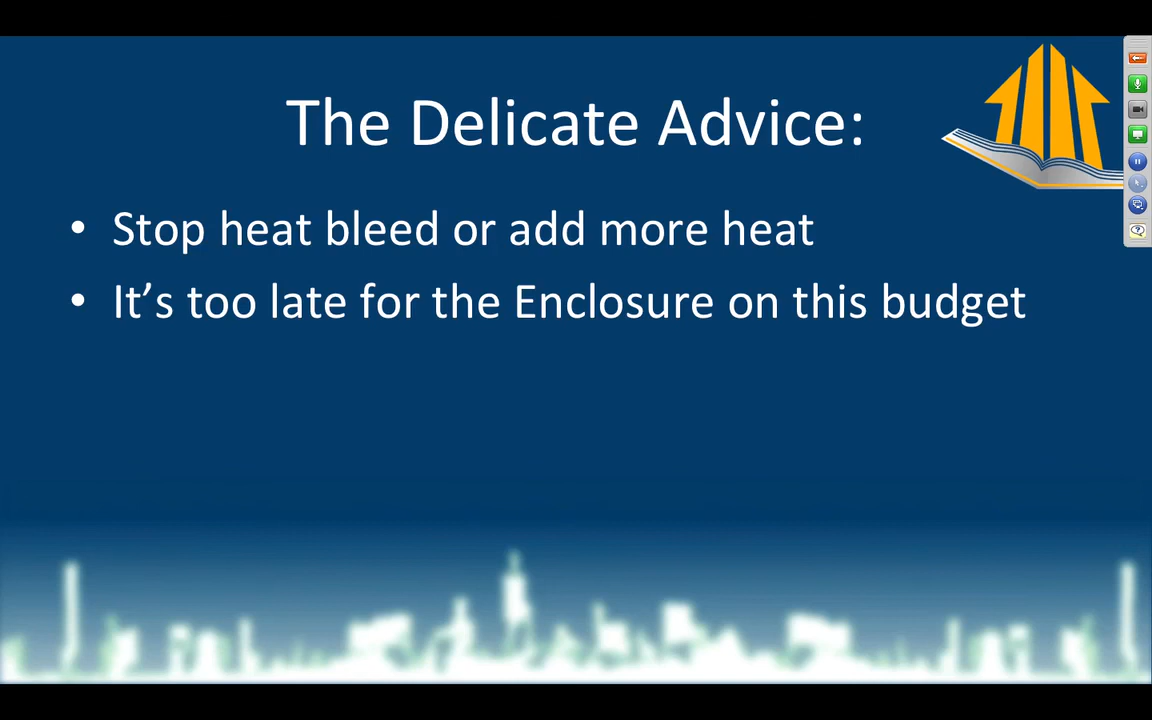 The Delicate Advice:
• Stop heat bleed or add more heat
• It’s too late for the Enclosure on this budget